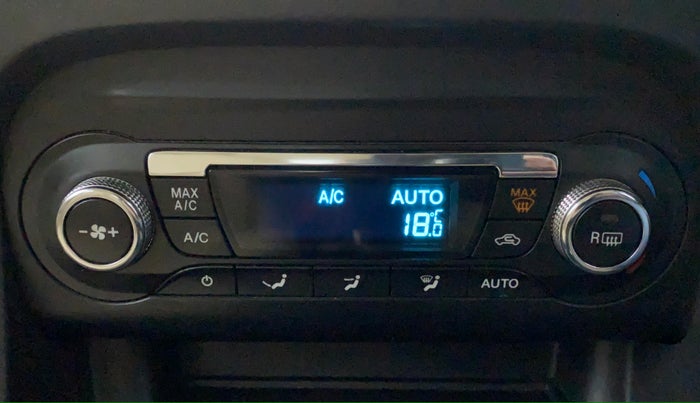 A/C AUTO
18.0°C
MAX
A/C
MAX
- +
A/C
R
AUTO